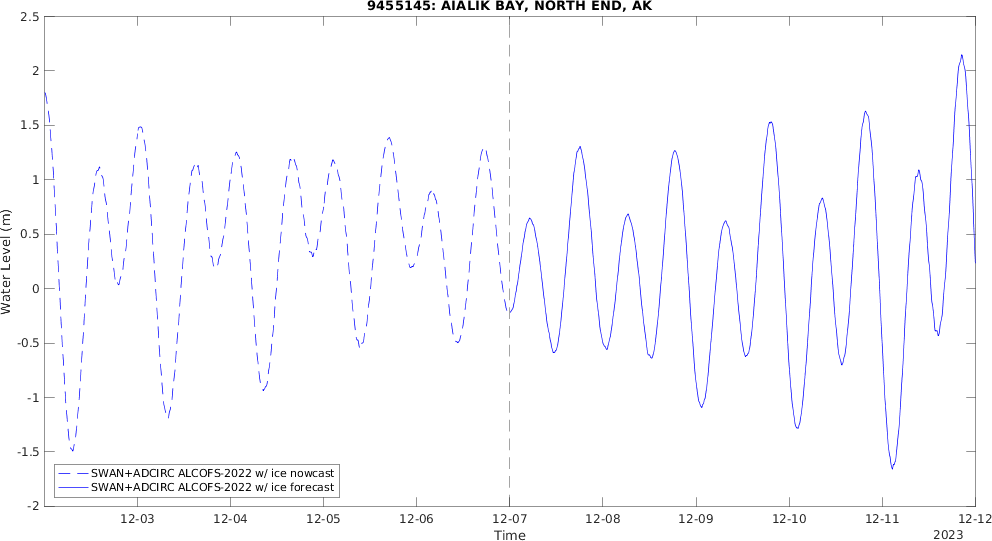 9455145: AIALIK BAY, NORTH END, AK
2.5
2
1.5
1
0.5
0
-0.5
-1
-1.5
-2
Water Level (m)
SWAN+ADCIRC ALCOFS-2022 w/ ice nowcast
SWAN+ADCIRC ALCOFS-2022 w/ ice forecast
12-03 12-04 12-05 12-06 12-07 12-08 12-09 12-10 12-11 12-12
Time
2023